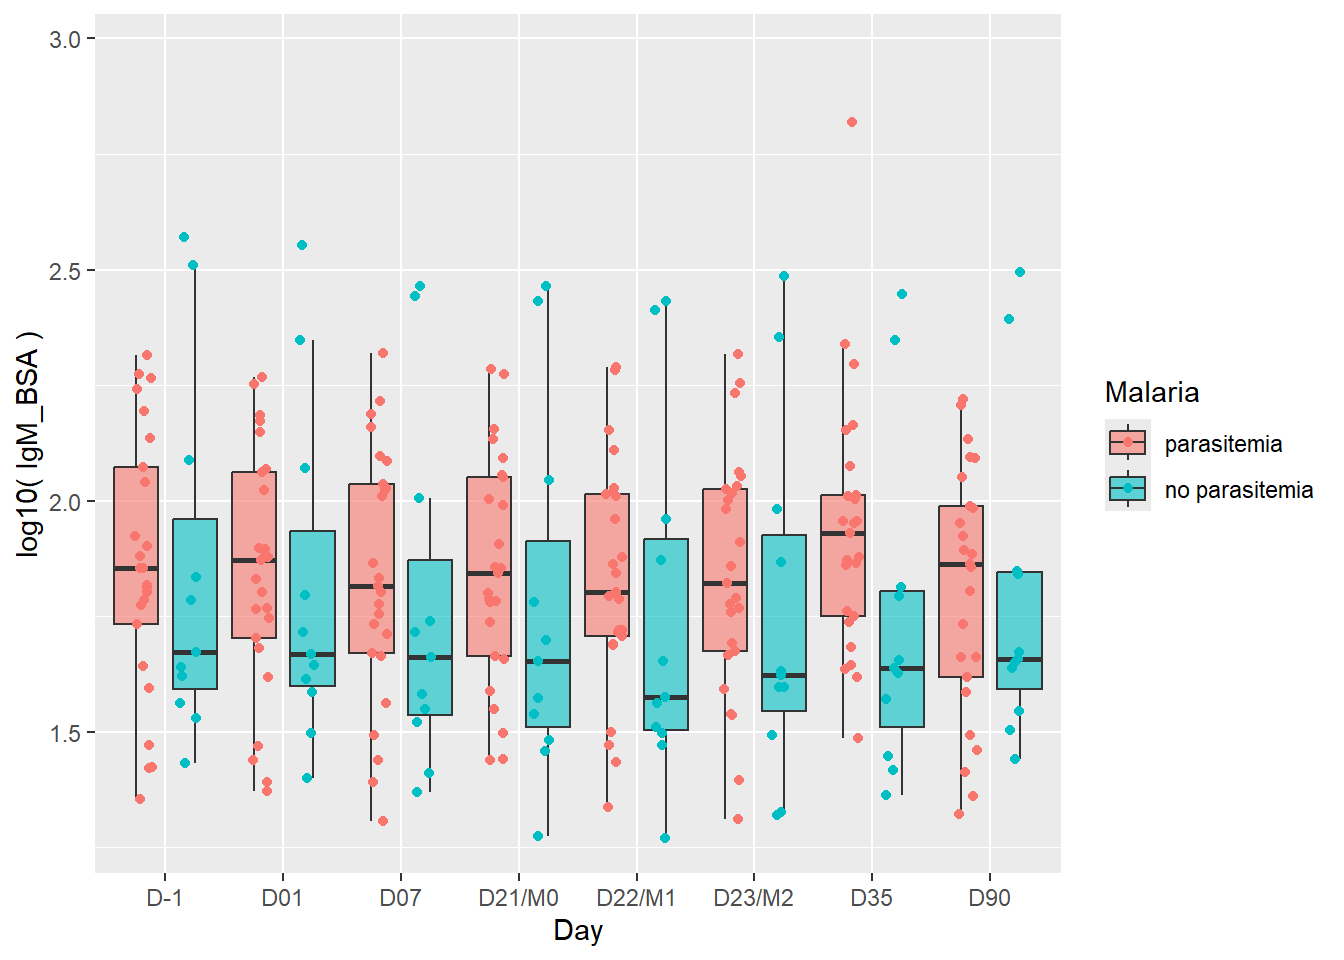 3.0
2.5
2.0
1.5
log10( IgM_BSA )
D-1 D01 D07 D21/M0 D22/M1 D23/M2 D35 D90
Day
Malaria
parasitemia
no parasitemia